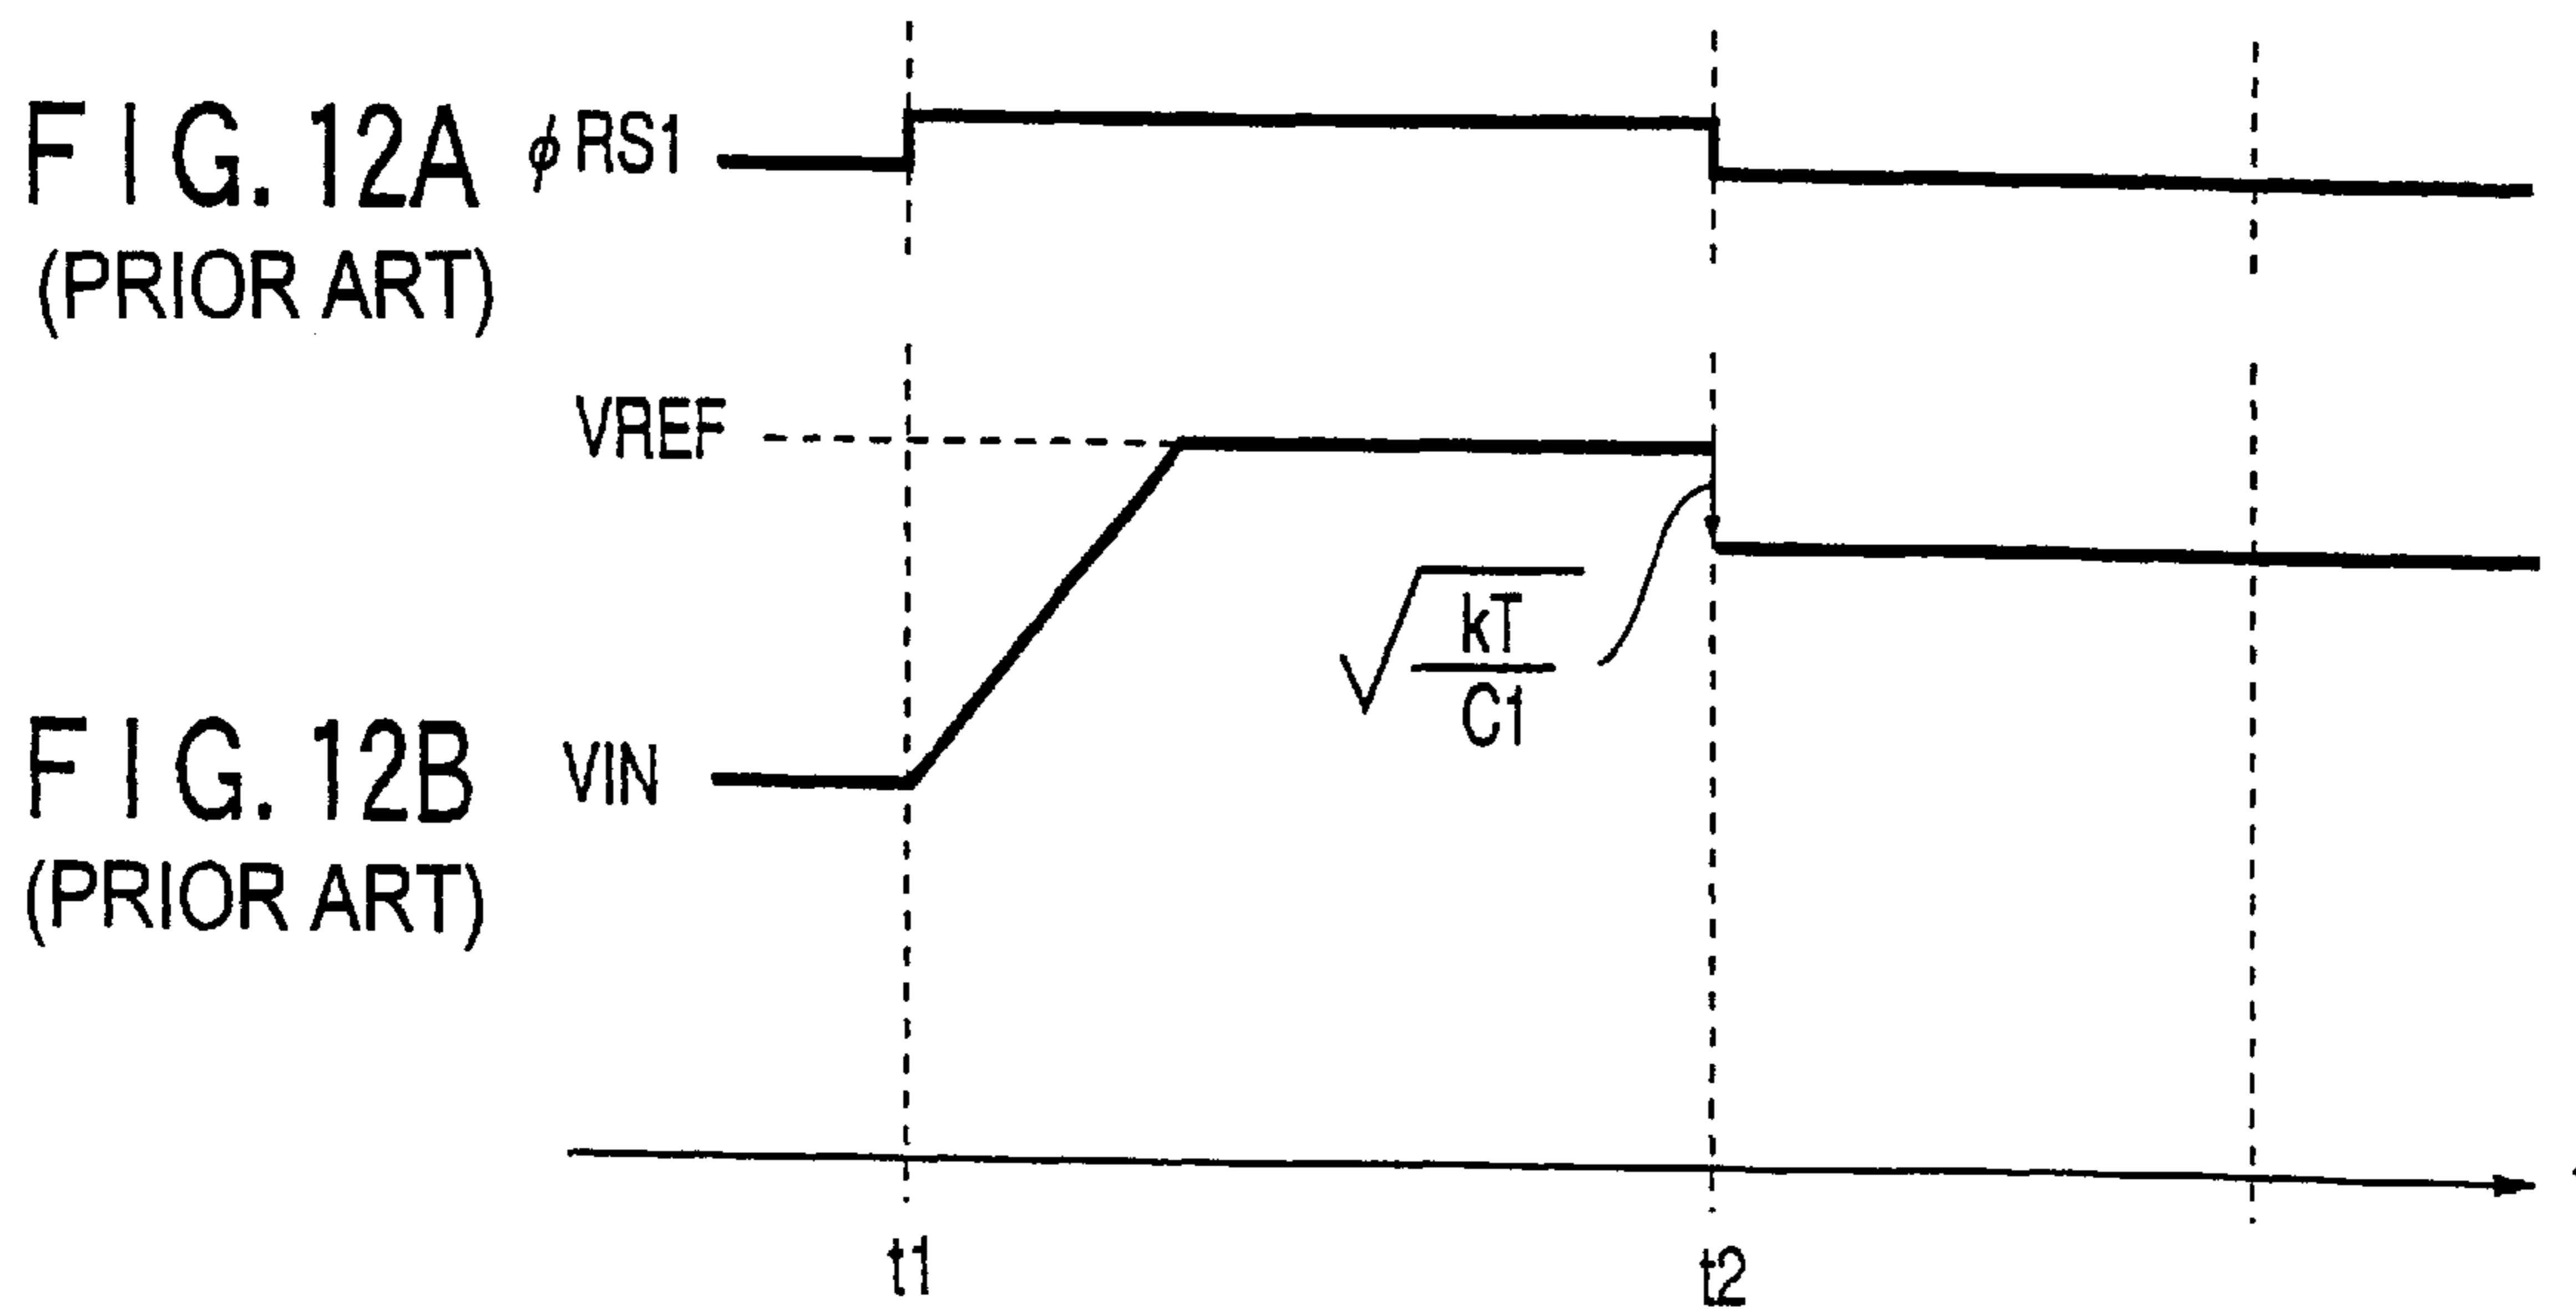 FIG. 12A
(PRIOR ART)
φRS1
VREF
√kT/C1
FIG. 12B
(PRIOR ART)
VIN
t1
t2